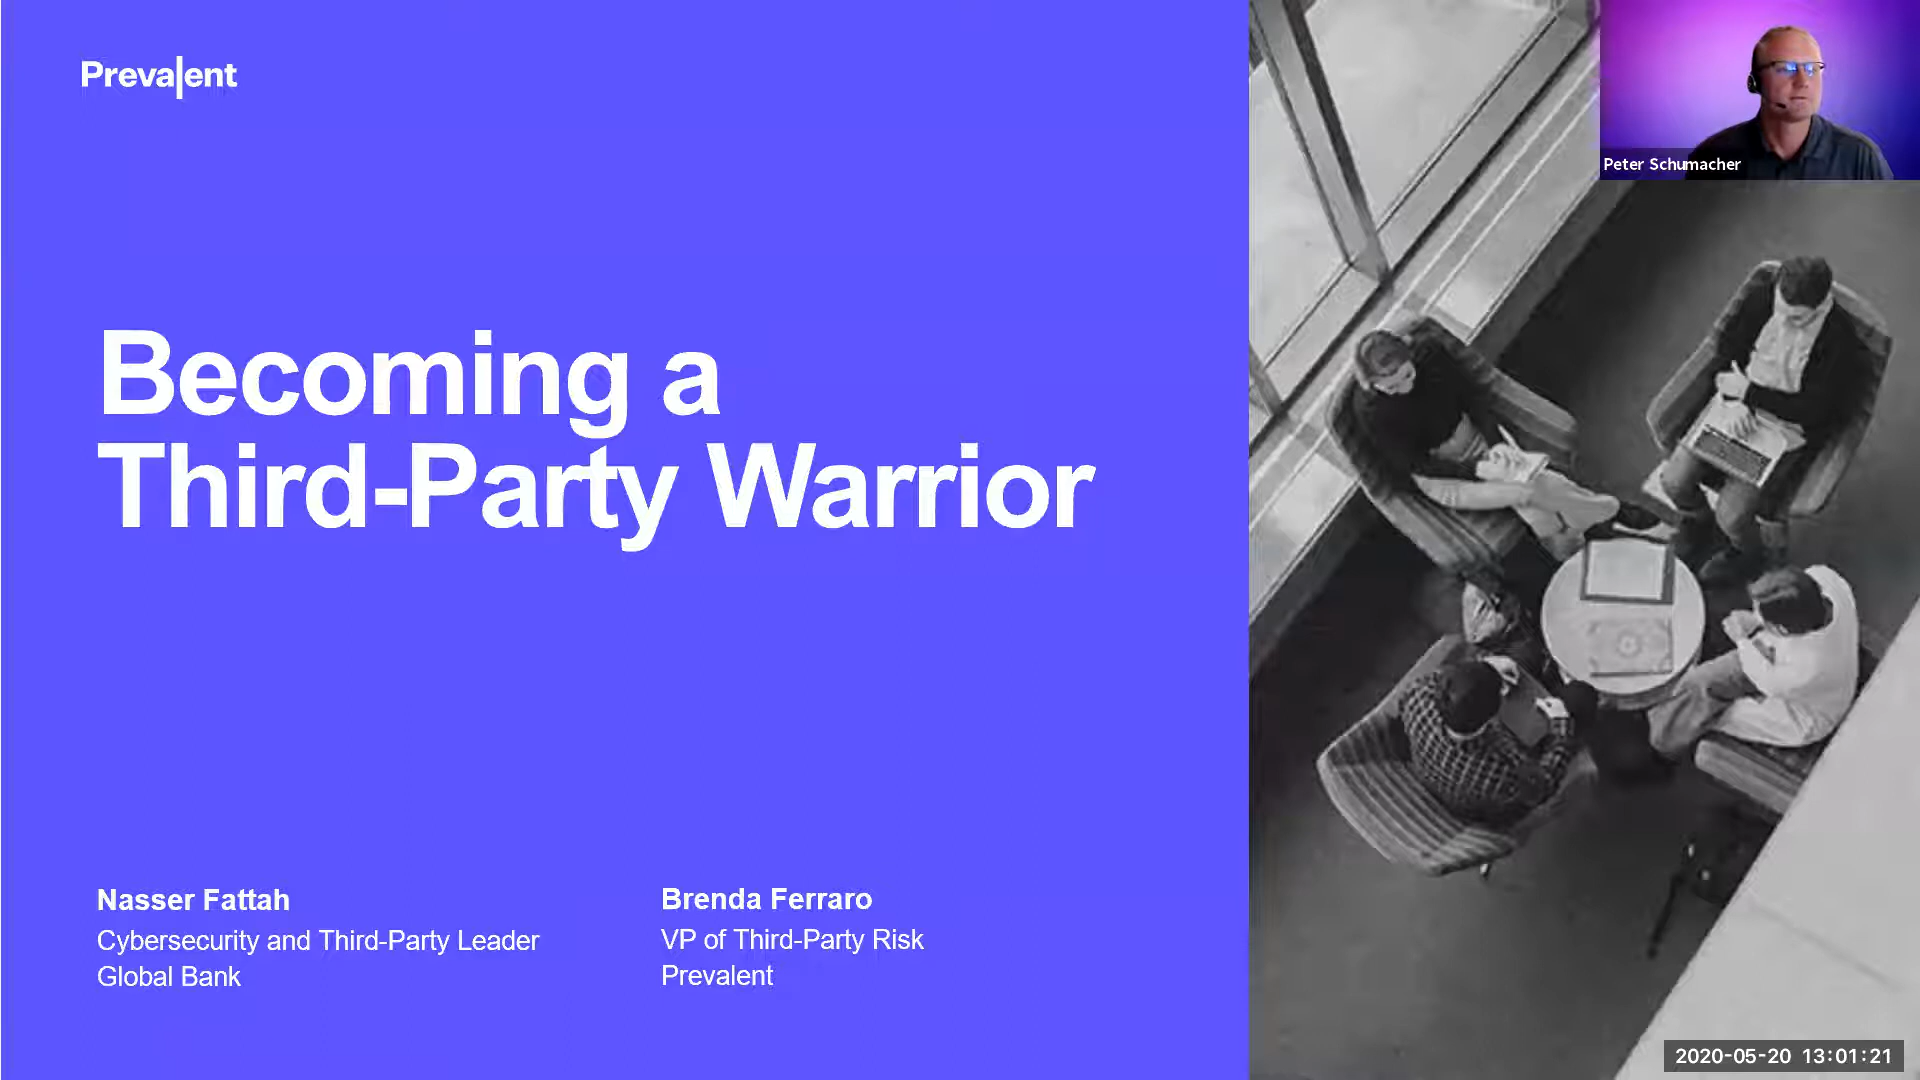 Prevalent
Peter Schumacher
Becoming a
Third-Party Warrior
Nasser Fattah
Cybersecurity and Third-Party Leader
Global Bank
Brenda Ferraro
VP of Third-Party Risk
Prevalent
2020-05-20 13:01:21